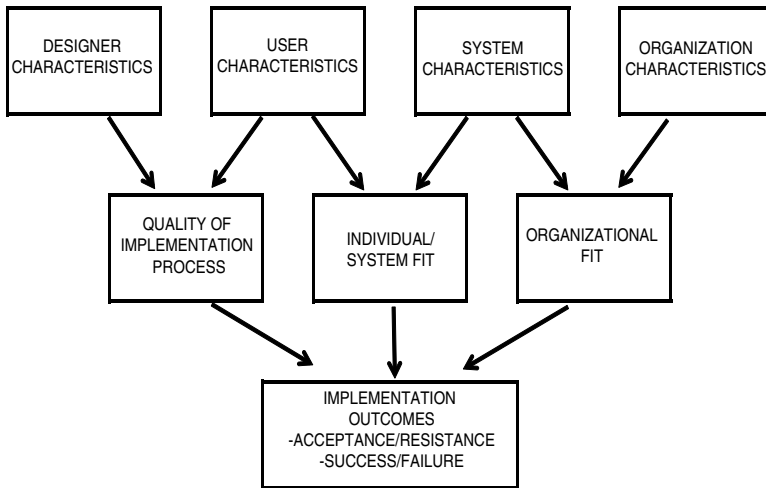 DESIGNER
CHARACTERISTICS
USER
CHARACTERISTICS
SYSTEM
CHARACTERISTICS
ORGANIZATION
CHARACTERISTICS
QUALITY OF
IMPLEMENTATION
PROCESS
INDIVIDUAL/
SYSTEM FIT
ORGANIZATIONAL
FIT
IMPLEMENTATION
OUTCOMES
-ACCEPTANCE/RESISTANCE
-SUCCESS/FAILURE